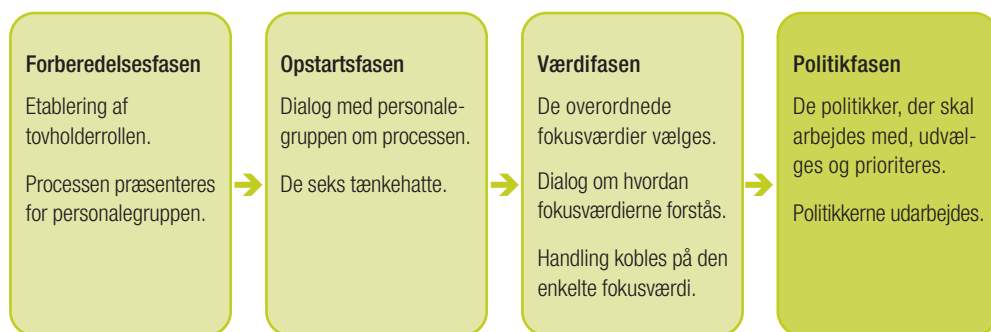 Forberedelsesfasen
Etablering af
tovholderrollen.
Processen præsenteres
for personalegruppen.
Opstartsfasen
Dialog med personale-
gruppen om processen.
De seks tænkehatte.
Værdifasen
De overordnede
fokusværdier vælges.
Dialog om hvordan
fokusværdierne forstås.
Handling kobles på den
enkelte fokusværdi.
Politikfasen
De politikker, der skal
arbejdes med, udvæl-
ges og prioriteres.
Politikkerne udarbejdes.